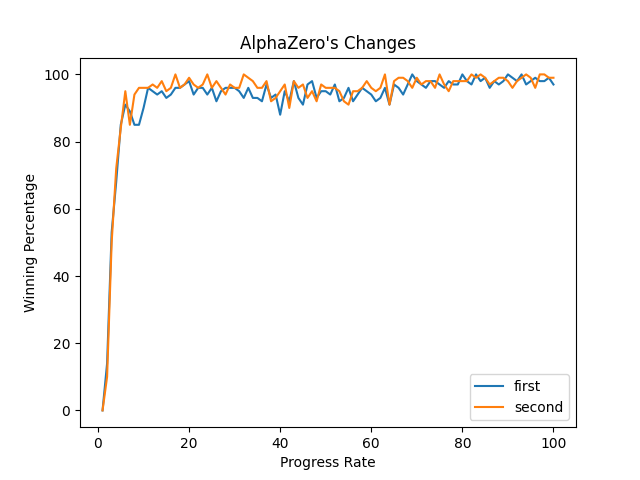 AlphaZero's Changes
Winning Percentage
100
80
60
40
20
0
first
second
0 20 40 60 80 100
Progress Rate